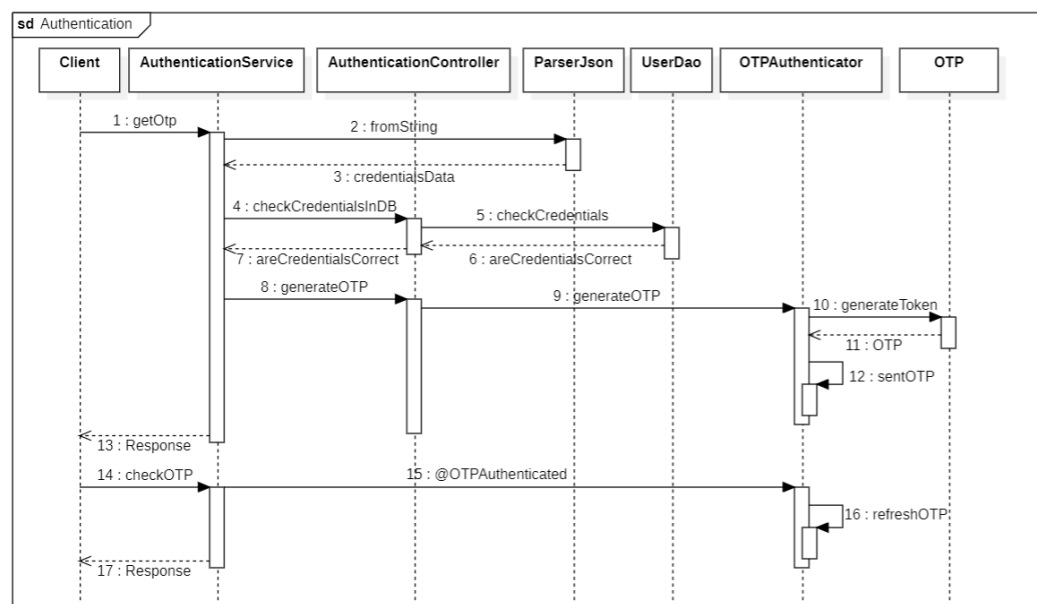 sd Authentication
Client
AuthenticationService
AuthenticationController
ParserJson
UserDao
OTPAuthenticator
OTP
1 : getOtp
2 : fromString
3 : credentialsData
4 : checkCredentialsInDB
5 : checkCredentials
6 : areCredentialsCorrect
7 : areCredentialsCorrect
8 : generateOTP
9 : generateOTP
10 : generateToken
11 : OTP
12 : sentOTP
13 : Response
14 : checkOTP
15 : @OTPAuthenticated
16 : refreshOTP
17 : Response